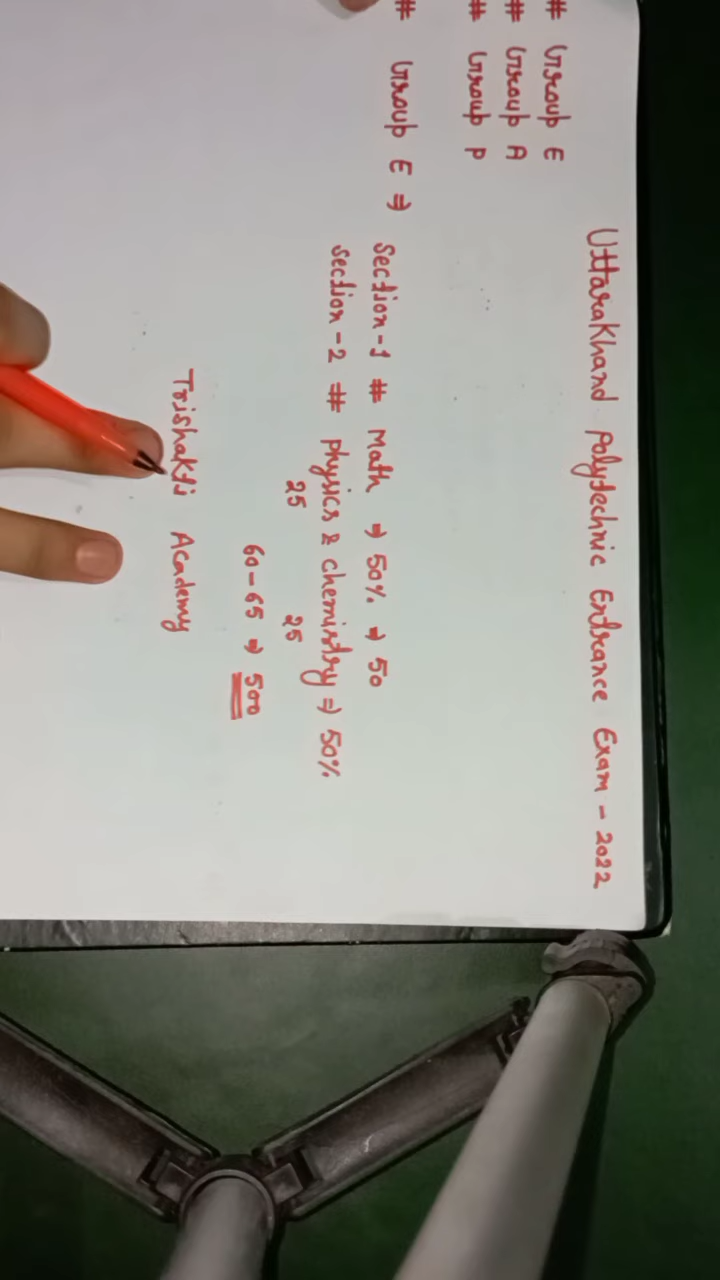 Uttarakhand Polytechnic Entrance Exam - 2022
# Group E
# Group A
# Group P
# Group E ⇒ Section-1 # Math ⇒ 50% ⇒ 50
Section-2 # Physics & Chemistry ⇒ 50%
25 25
60-65 ⇒ 500
Trishakti Academy